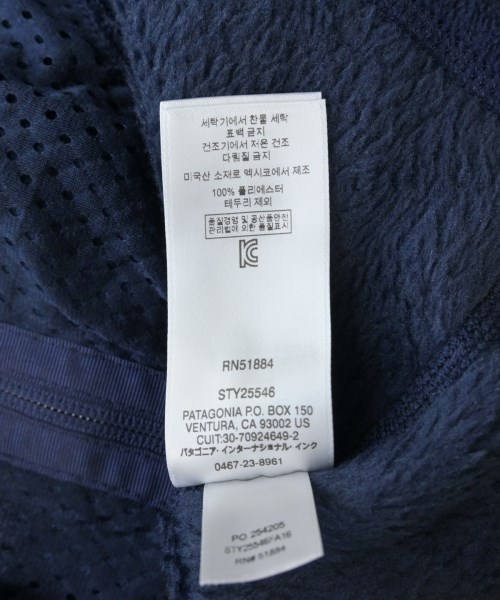 세탁기에서 찬물 세탁
표백 금지
건조기에서 저온 건조
다림질 금지
미국산 소재로 멕시코에서 제조
100% 폴리에스터
테두리 제외
품질경영 및 공산품안전
관리법에 의한 품질표시
RN51884
STY25546
PATAGONIA P.O. BOX 150
VENTURA, CA 93002 US
CUIT:30-70924649-2
パタゴニア・インターナショナル・インク
0467-23-8961
PO 254205
STY25546FA16
RN# 51884